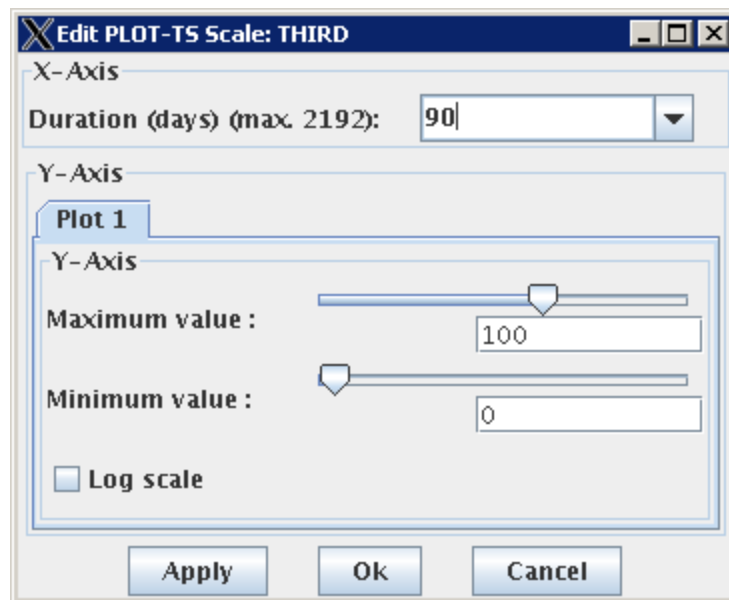 Edit PLOT-TS Scale: THIRD
X-Axis
Duration (days) (max. 2192): 90
Y-Axis
Plot 1
Y-Axis
Maximum value :
100
Minimum value :
0
Log scale
Apply Ok Cancel